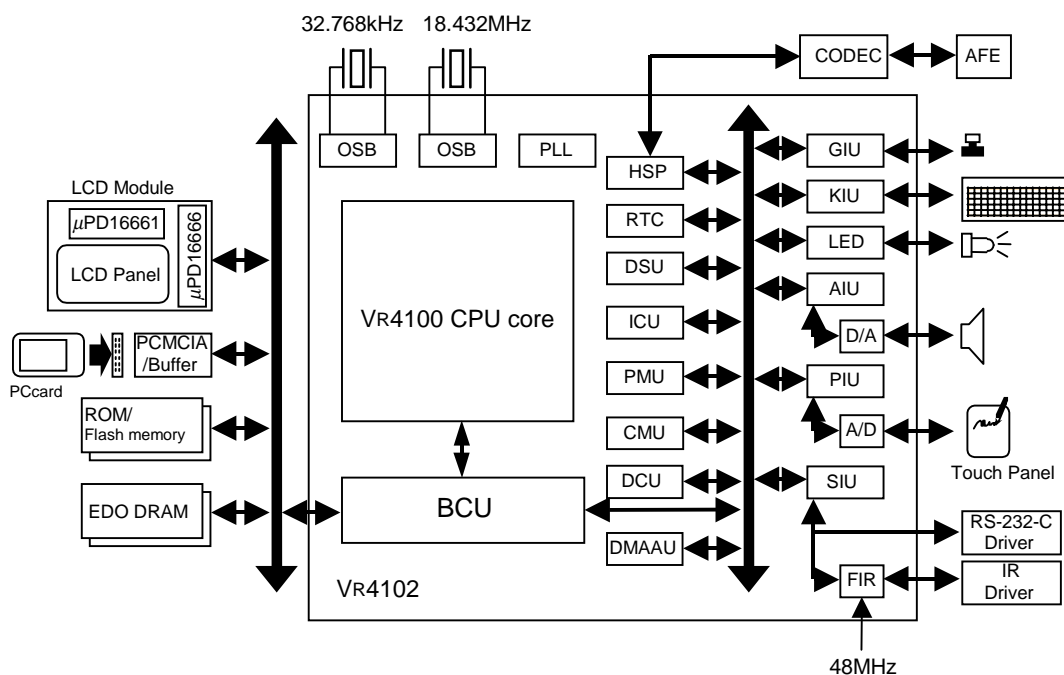 32.768kHz
18.432MHz
CODEC
AFE
OSB
OSB
PLL
HSP
GIU
LCD Module
µPD16661
µPD16666
LCD Panel
KIU
RTC
LED
DSU
AIU
VR4100 CPU core
ICU
D/A
PCMCIA
/Buffer
PCcard
PMU
PIU
ROM/
Flash memory
CMU
A/D
Touch Panel
DCU
SIU
EDO DRAM
BCU
RS-232-C
Driver
DMAAU
VR4102
FIR
IR
Driver
48MHz